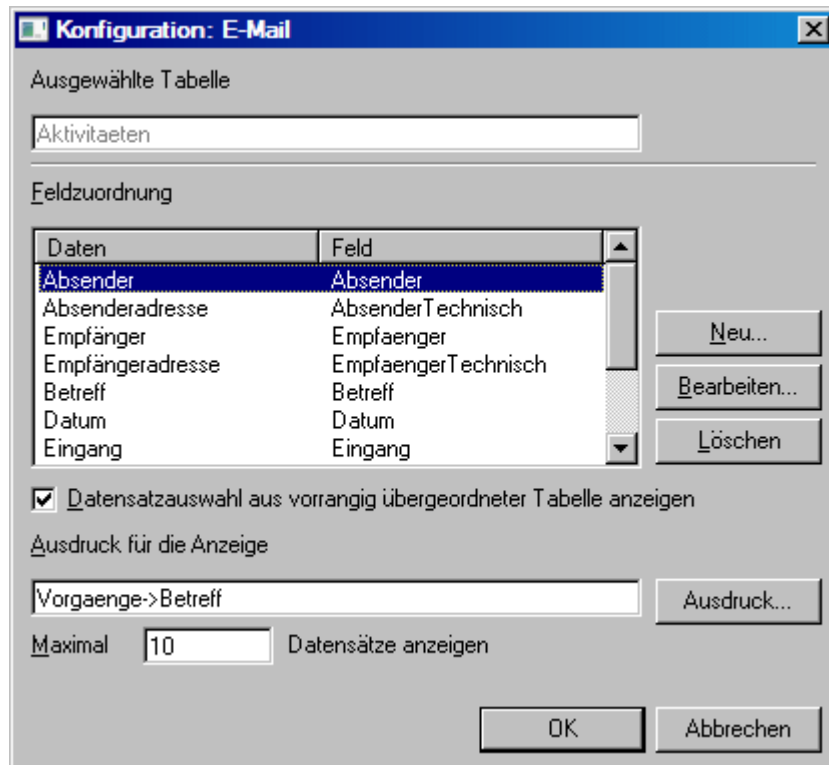 Konfiguration: E-Mail
Ausgewählte Tabelle
Aktivitaeten
Feldzuordnung
Daten Feld
Absender Absender
Absenderadresse AbsenderTechnisch
Empfänger Empfaenger
Empfängeradresse EmpfaengerTechnisch
Betreff Betreff
Datum Datum
Eingang Eingang
Neu...
Bearbeiten...
Löschen
Datensatzauswahl aus vorrangig übergeordneter Tabelle anzeigen
Ausdruck für die Anzeige
Vorgaenge->Betreff Ausdruck...
Maximal 10 Datensätze anzeigen
OK Abbrechen